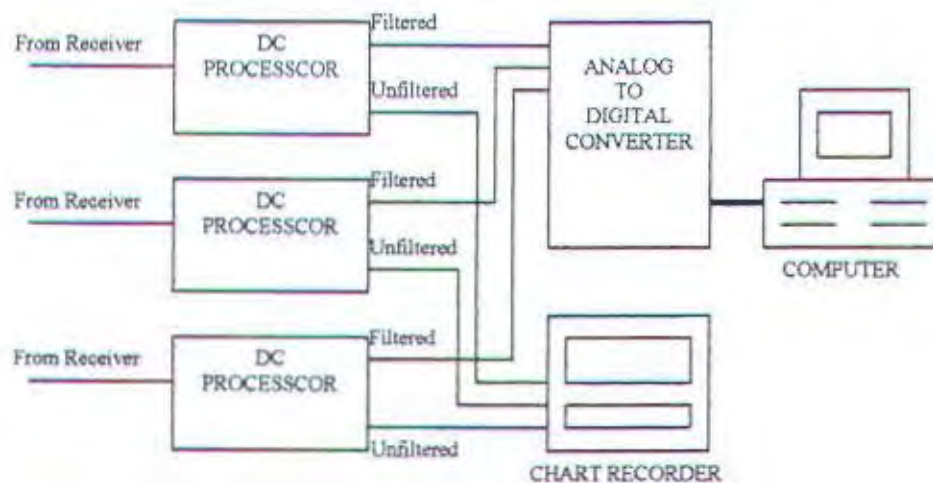 Filtered
From Receiver
DC
PROCESSCOR
Unfiltered
ANALOG
TO
DIGITAL
CONVERTER
Filtered
From Receiver
DC
PROCESSCOR
Unfiltered
COMPUTER
Filtered
From Receiver
DC
PROCESSCOR
Unfiltered
CHART RECORDER